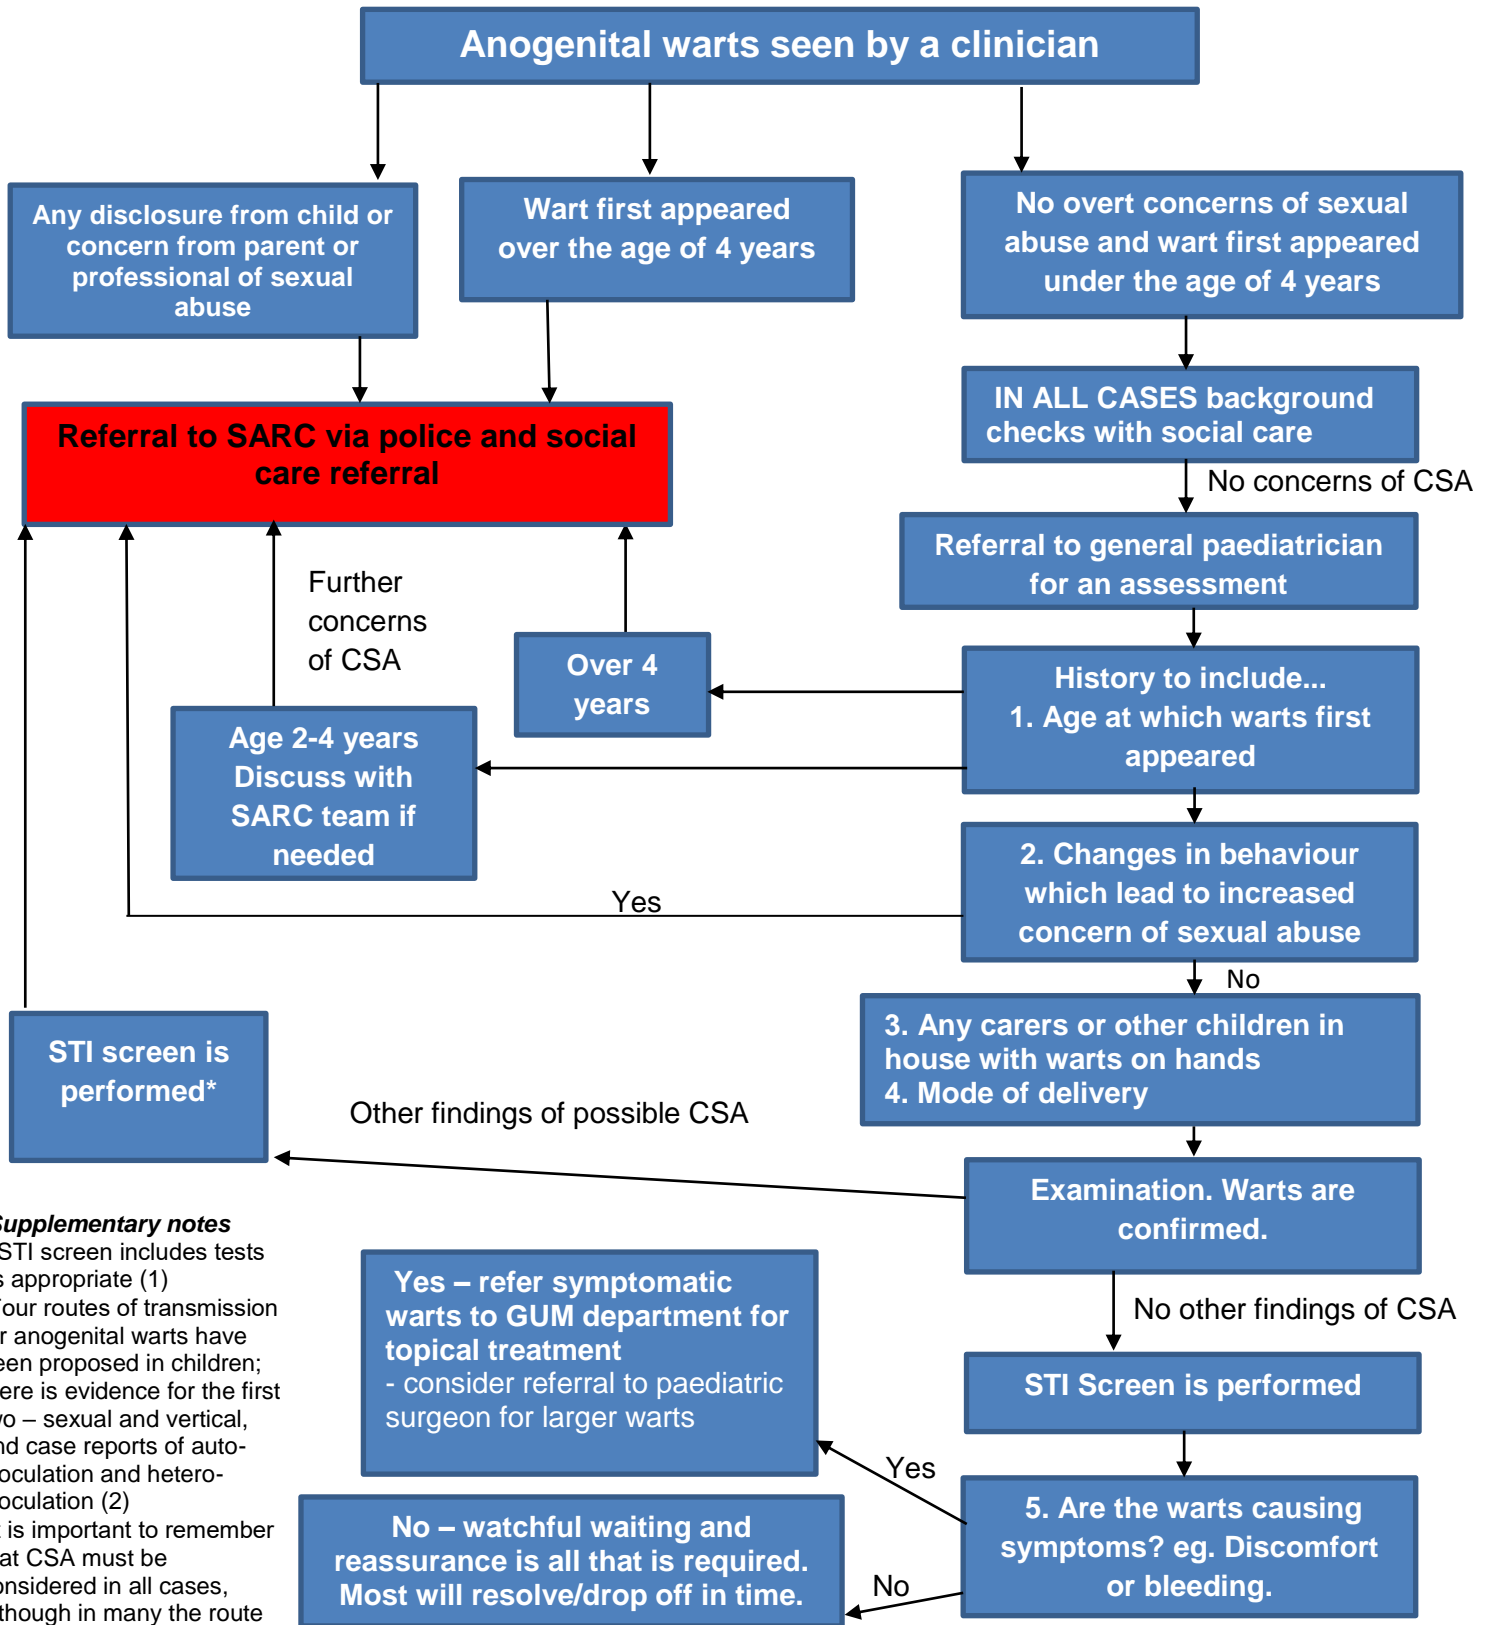 Anogenital warts seen by a clinician
Any disclosure from child or
concern from parent or
professional of sexual
abuse
Wart first appeared
over the age of 4 years
No overt concerns of sexual
abuse and wart first appeared
under the age of 4 years
Referral to SARC via police and social
care referral
IN ALL CASES background
checks with social care
No concerns of CSA
Referral to general paediatrician
for an assessment
Further
concerns
of CSA
Over 4
years
History to include...
1. Age at which warts first
appeared
Age 2-4 years
Discuss with
SARC team if
needed
2. Changes in behaviour
which lead to increased
concern of sexual abuse
Yes
No
3. Any carers or other children in
house with warts on hands
4. Mode of delivery
STI screen is
performed*
Other findings of possible CSA
Examination. Warts are
confirmed.
No other findings of CSA
STI Screen is performed
Yes – refer symptomatic
warts to GUM department for
topical treatment
- consider referral to paediatric
surgeon for larger warts
Yes
5. Are the warts causing
symptoms? eg. Discomfort
or bleeding.
No
No – watchful waiting and
reassurance is all that is required.
Most will resolve/drop off in time.
Supplementary notes
STI screen includes tests
s appropriate (1)
our routes of transmission
r anogenital warts have
een proposed in children;
ere is evidence for the first
wo – sexual and vertical,
nd case reports of auto-
oculation and hetero-
oculation (2)
t is important to remember
at CSA must be
onsidered in all cases,
lthough in many the route